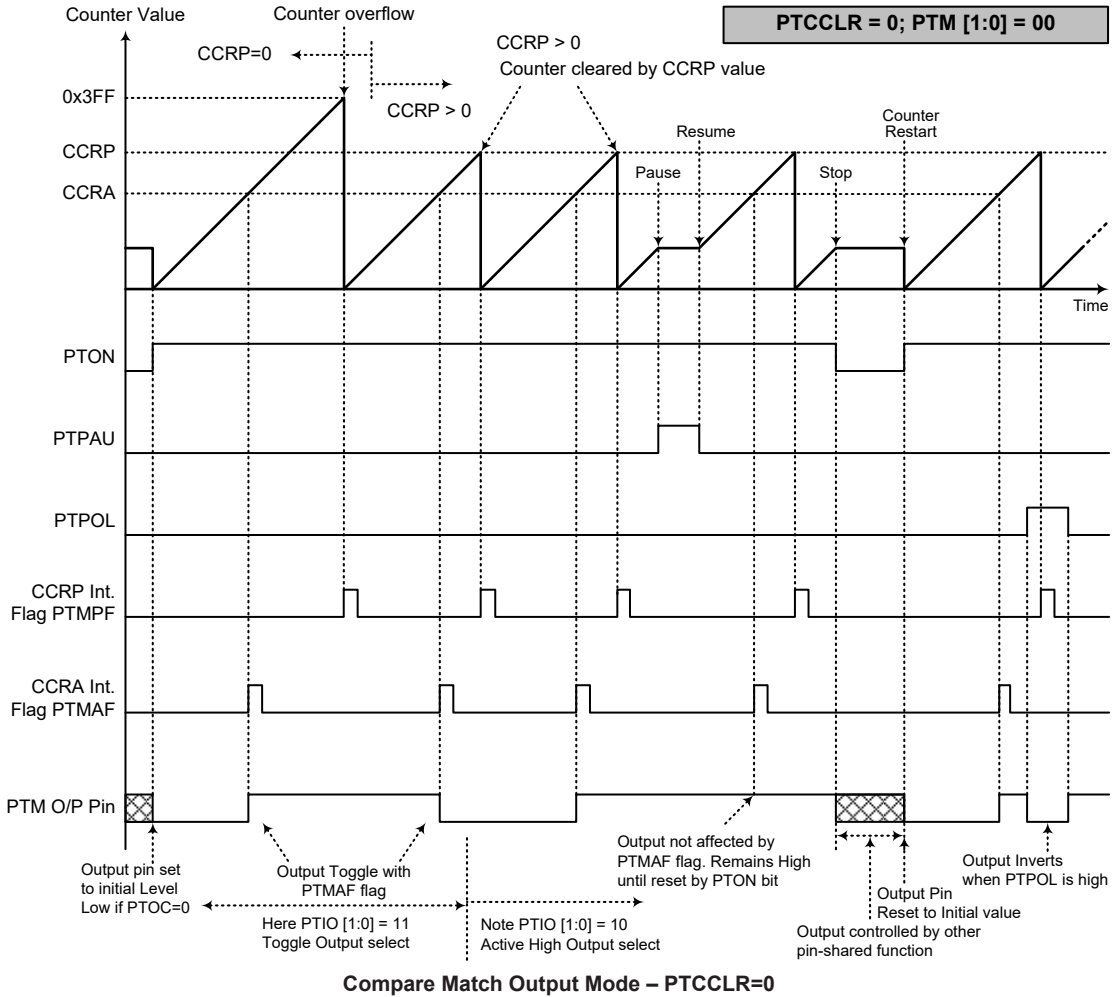 Counter Value
Counter overflow
PTCCLR = 0; PTM [1:0] = 00
CCRP=0
CCRP > 0
Counter cleared by CCRP value
CCRP > 0
0x3FF
CCRP
CCRA
Resume
Counter
Restart
Pause
Stop
Time
PTON
PTPAU
PTPOL
CCRP Int.
Flag PTMPF
CCRA Int.
Flag PTMAF
PTM O/P Pin
Output pin set
to initial Level
Low if PTOC=0
Output Toggle with
PTMAF flag
Here PTIO [1:0] = 11
Toggle Output select
Note PTIO [1:0] = 10
Active High Output select
Output not affected by
PTMAF flag. Remains High
until reset by PTON bit
Output Pin
Reset to Initial value
Output controlled by other
pin-shared function
Output Inverts
when PTPOL is high
Compare Match Output Mode – PTCCLR=0